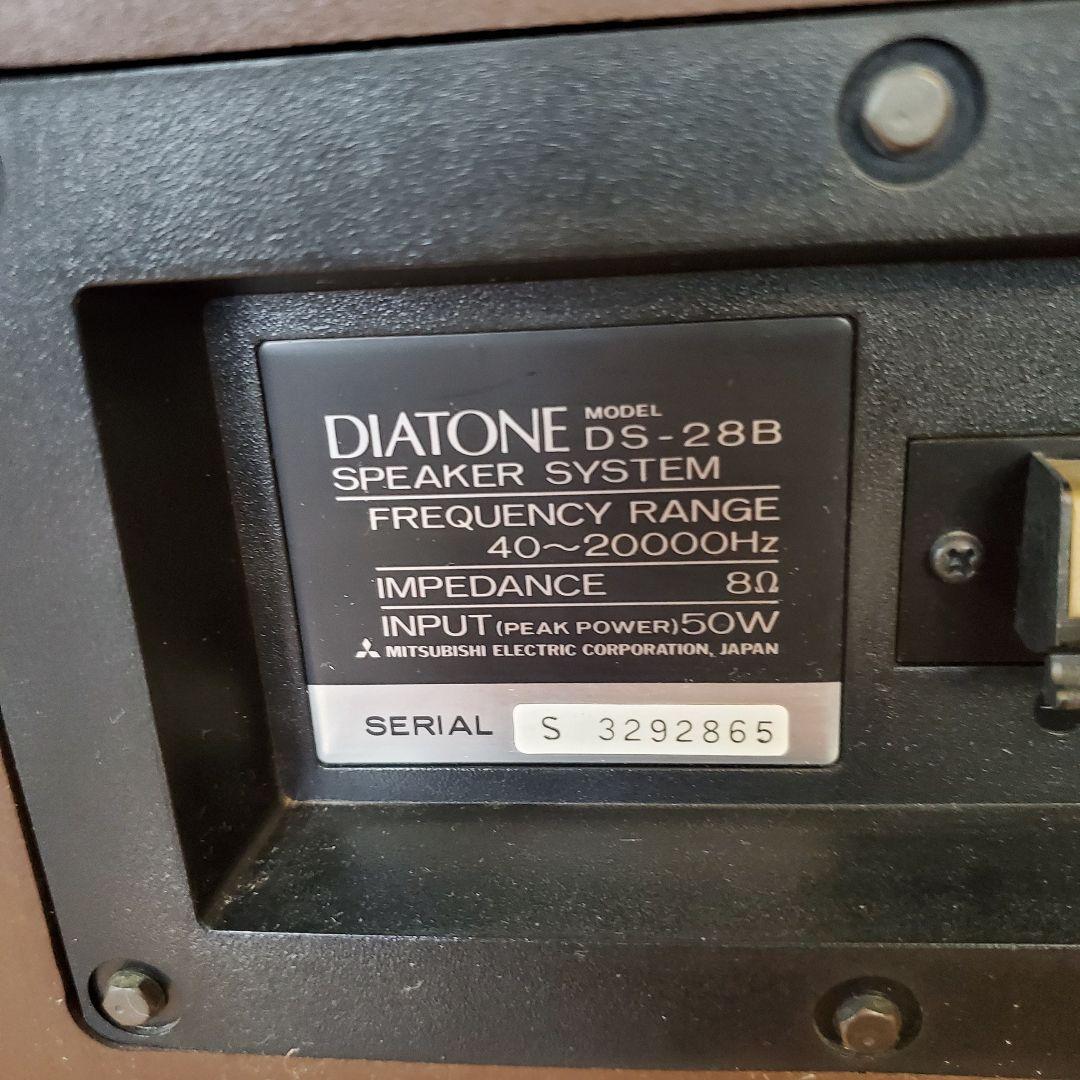 DIATONE MODEL DS-28B
SPEAKER SYSTEM
FREQUENCY RANGE
40~20000Hz
IMPEDANCE 8Ω
INPUT (PEAK POWER) 50W
MITSUBISHI ELECTRIC CORPORATION, JAPAN
SERIAL S 3292865